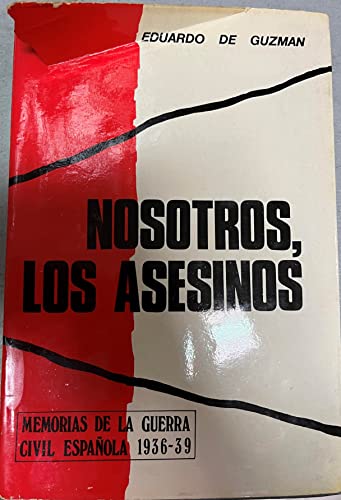 EDUARDO DE GUZMAN
NOSOTROS,
LOS ASESINOS
MEMORIAS DE LA GUERRA
CIVIL ESPAÑOLA 1936-39